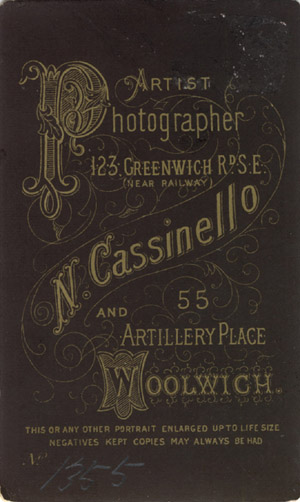 ARTIST
Photographer
123. GREENWICH RD. S.E.
(NEAR RAILWAY)
N. Cassinello
AND 55
ARTILLERY PLACE
WOOLWICH.
THIS OR ANY OTHER PORTRAIT ENLARGED UP TO LIFE SIZE
NEGATIVES KEPT COPIES MAY ALWAYS BE HAD
No 1355